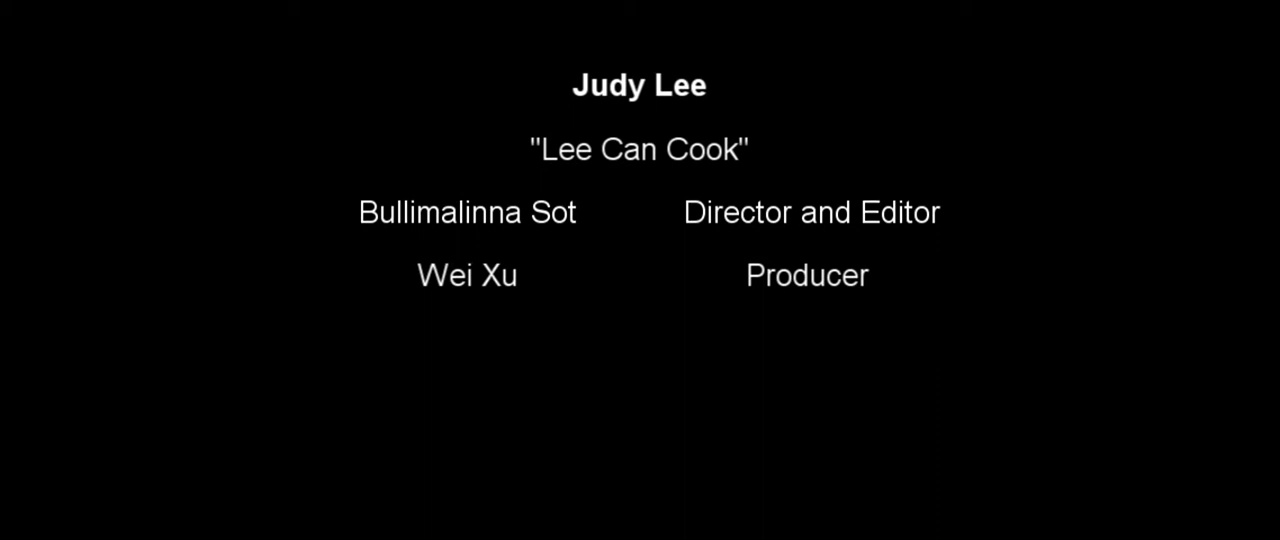 Judy Lee
"Lee Can Cook"
Bullimalinna Sot Director and Editor
Wei Xu Producer